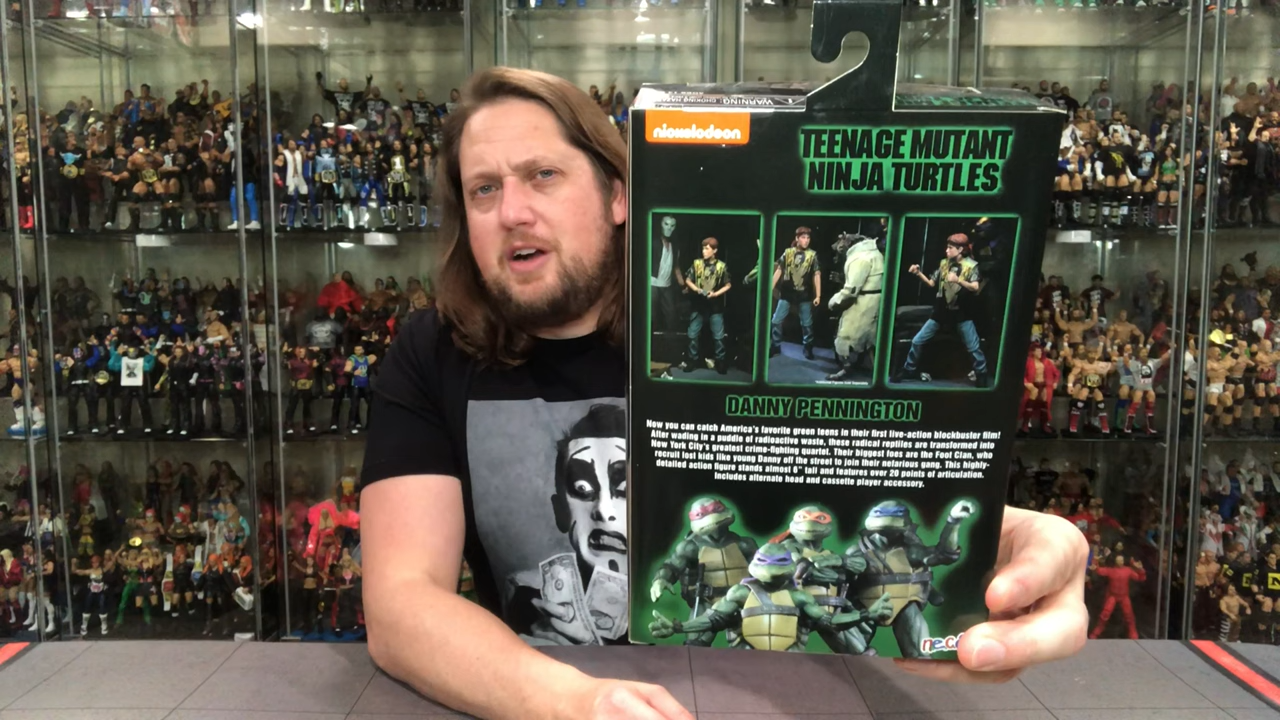 WARNING:
nickelodeon
TEENAGE MUTANT
NINJA TURTLES
DANNY PENNINGTON
Now you can catch America's favorite green teens in their first live-action blockbuster film!
After wading in a puddle of radioactive waste, these radical reptiles are transformed into
New York City's greatest crime-fighting quartet. Their biggest foes are the Foot Clan, who
recruit lost kids like young Danny off the street to join their nefarious gang. This highly-
detailed action figure stands almost 6" tall and features over 20 points of articulation.
Includes alternate head and cassette player accessory.